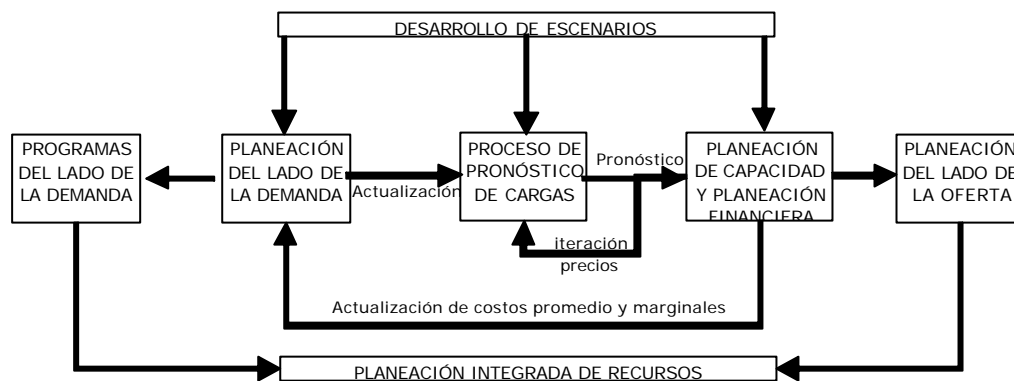 DESARROLLO DE ESCENARIOS
PROGRAMAS
DEL LADO DE
LA DEMANDA
PLANEACIÓN
DEL LADO DE
LA DEMANDA
Actualización
PROCESO DE
PRONÓSTICO
DE CARGAS
Pronóstico
PLANEACIÓN
DE CAPACIDAD
Y PLANEACIÓN
FINANCIERA
PLANEACIÓN
DEL LADO DE
LA OFERTA
iteración
precios
Actualización de costos promedio y marginales
PLANEACIÓN INTEGRADA DE RECURSOS